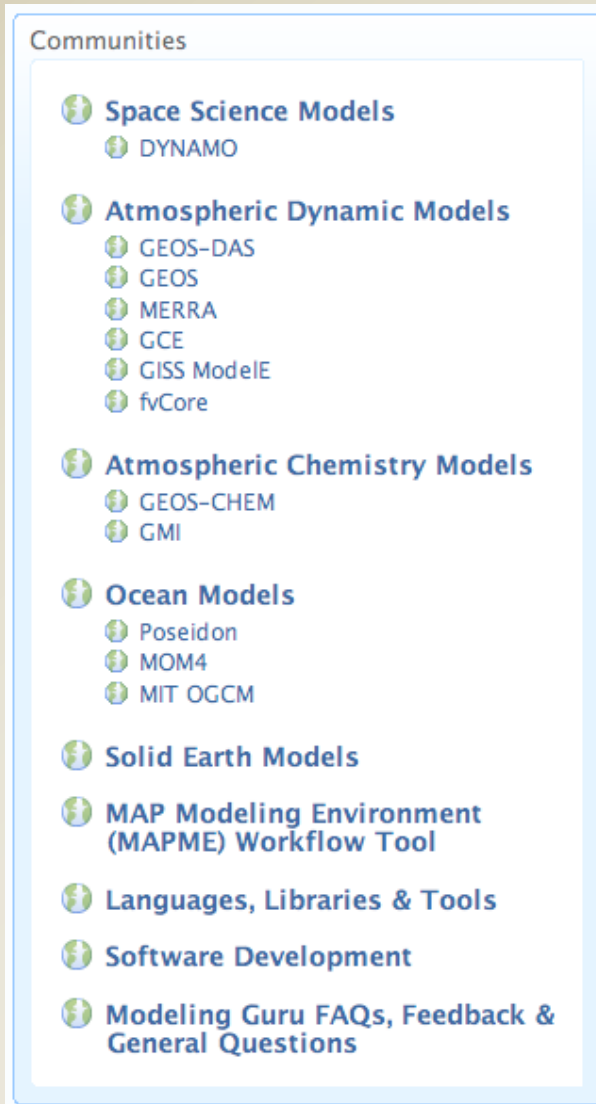 Communities
Space Science Models
DYNAMO
Atmospheric Dynamic Models
GEOS-DAS
GEOS
MERRA
GCE
GISS ModelE
fvCore
Atmospheric Chemistry Models
GEOS-CHEM
GMI
Ocean Models
Poseidon
MOM4
MIT OGCM
Solid Earth Models
MAP Modeling Environment
(MAPME) Workflow Tool
Languages, Libraries & Tools
Software Development
Modeling Guru FAQs, Feedback &
General Questions